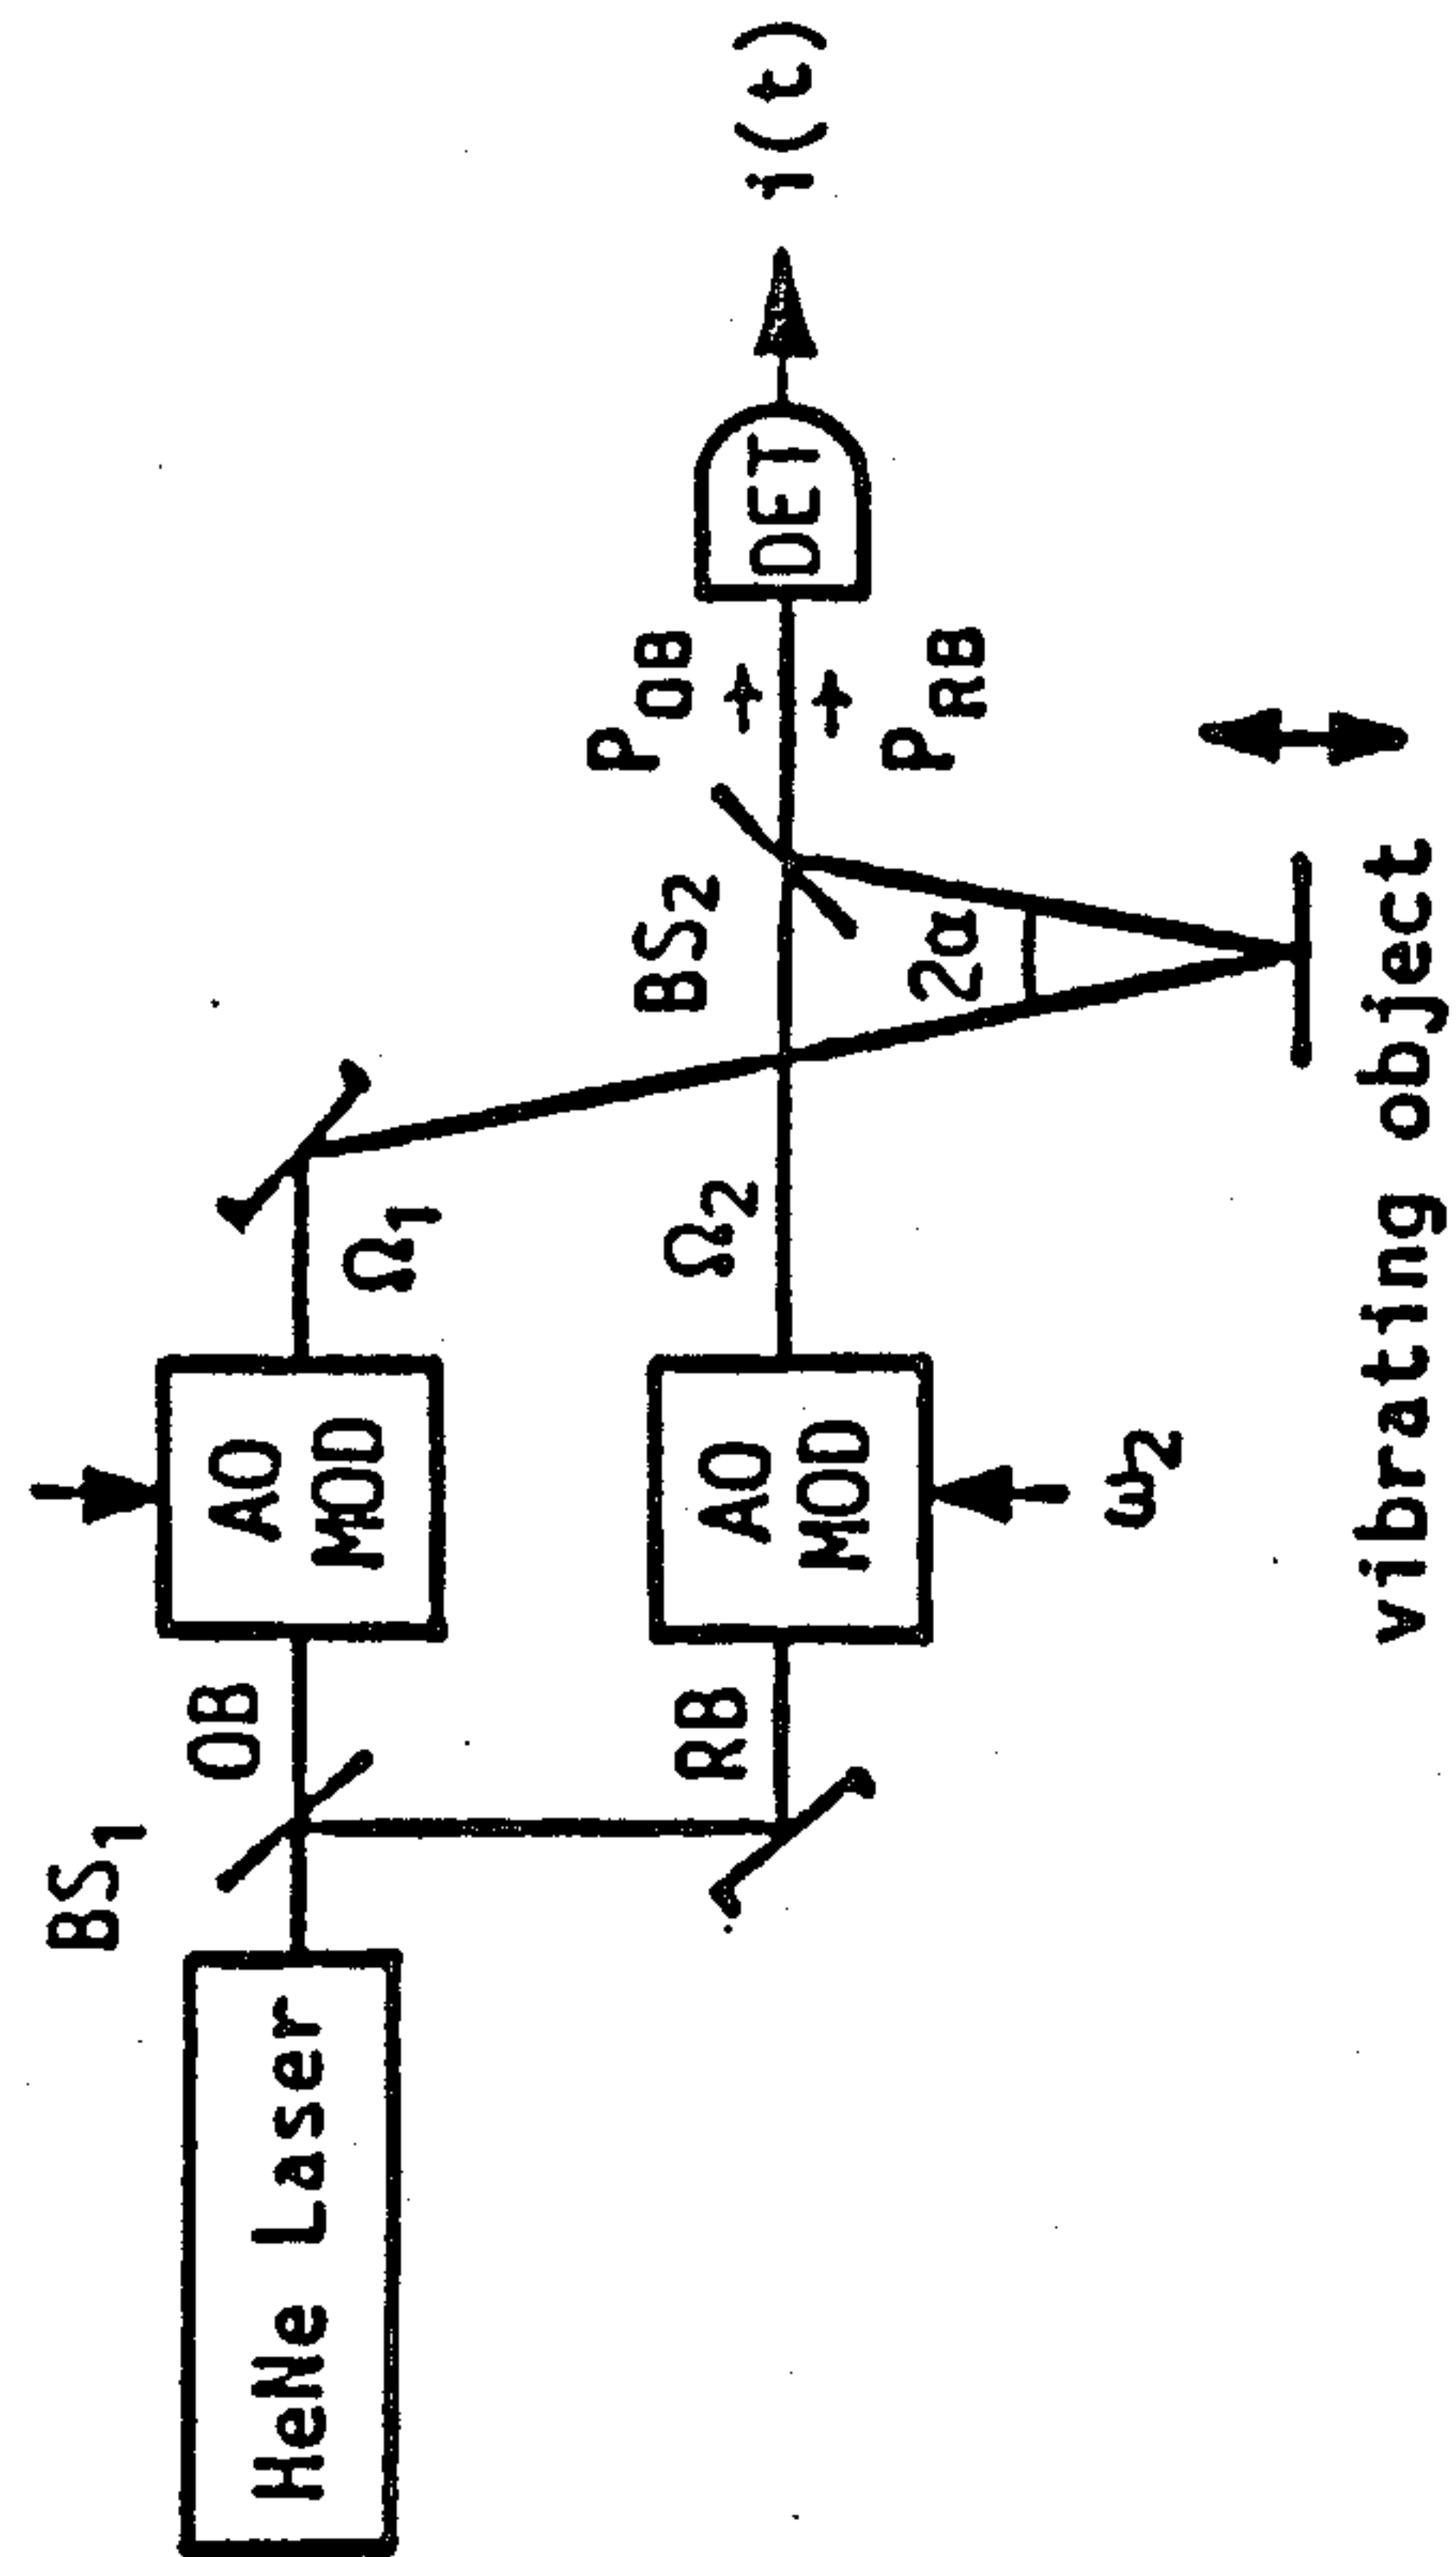 HeNe Laser
BS1
OB
AO
MOD
Ω1
RB
AO
MOD
ω2
Ω2
BS2
2α
POB
PRB
DET
i(t)
vibrating object